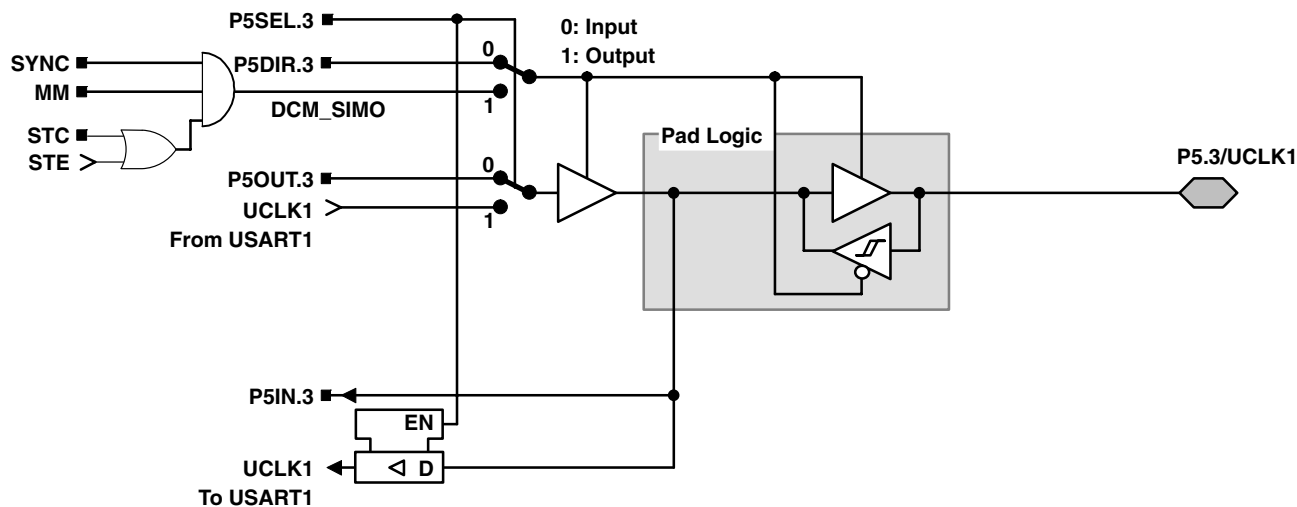 P5SEL.3
0: Input
1: Output
SYNC
P5DIR.3
0
MM
1
DCM_SIMO
STC
STE
Pad Logic
P5.3/UCLK1
P5OUT.3
0
UCLK1
1
From USART1
P5IN.3
EN
UCLK1
D
To USART1